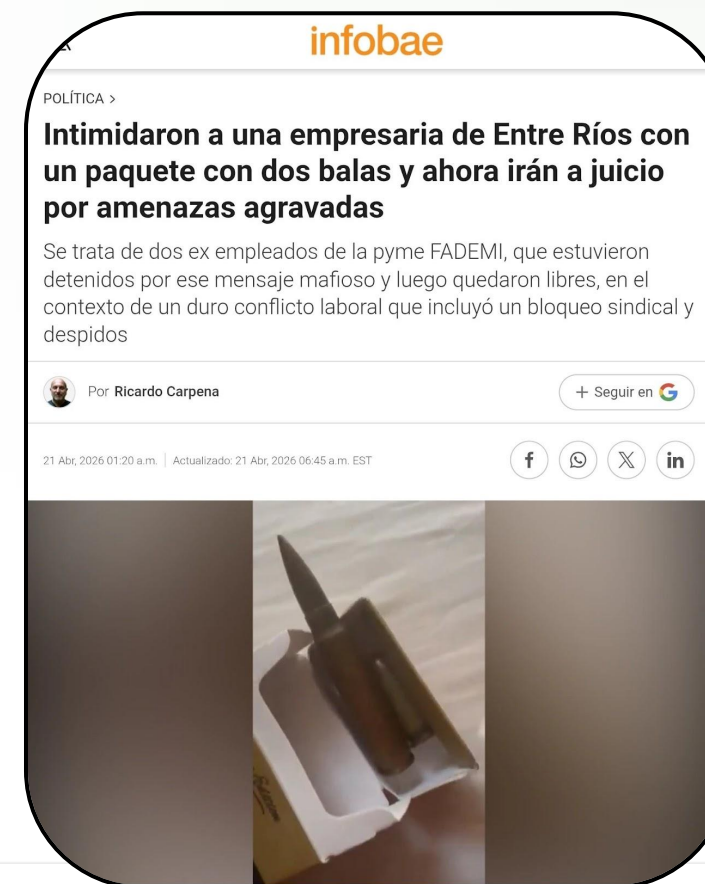 infobae
POLÍTICA >
Intimidaron a una empresaria de Entre Ríos con
un paquete con dos balas y ahora irán a juicio
por amenazas agravadas
Se trata de dos ex empleados de la pyme FADEMI, que estuvieron
detenidos por ese mensaje mafioso y luego quedaron libres, en el
contexto de un duro conflicto laboral que incluyó un bloqueo sindical y
despidos
Por Ricardo Carpena
+ Seguir en G
21 Abr, 2026 01:20 a.m. | Actualizado: 21 Abr, 2026 06:45 a.m. EST